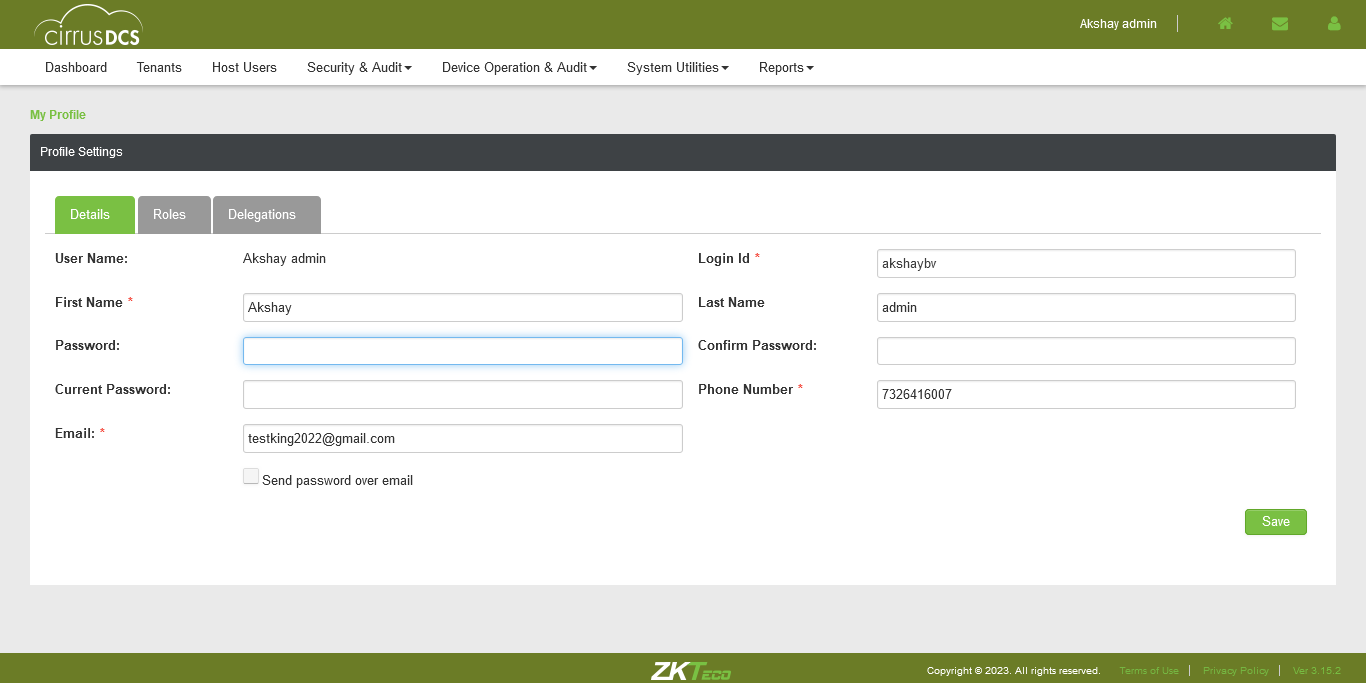 cirrusDCS
Akshay admin
Dashboard Tenants Host Users Security & Audit Device Operation & Audit System Utilities Reports
My Profile
Profile Settings
Details Roles Delegations
User Name: Akshay admin Login Id * akshaybv
First Name * Akshay Last Name admin
Password: Confirm Password:
Current Password: Phone Number * 7326416007
Email: * testking2022@gmail.com
Send password over email
Save
ZKTeco Copyright © 2023. All rights reserved. Terms of Use Privacy Policy Ver 3.15.2